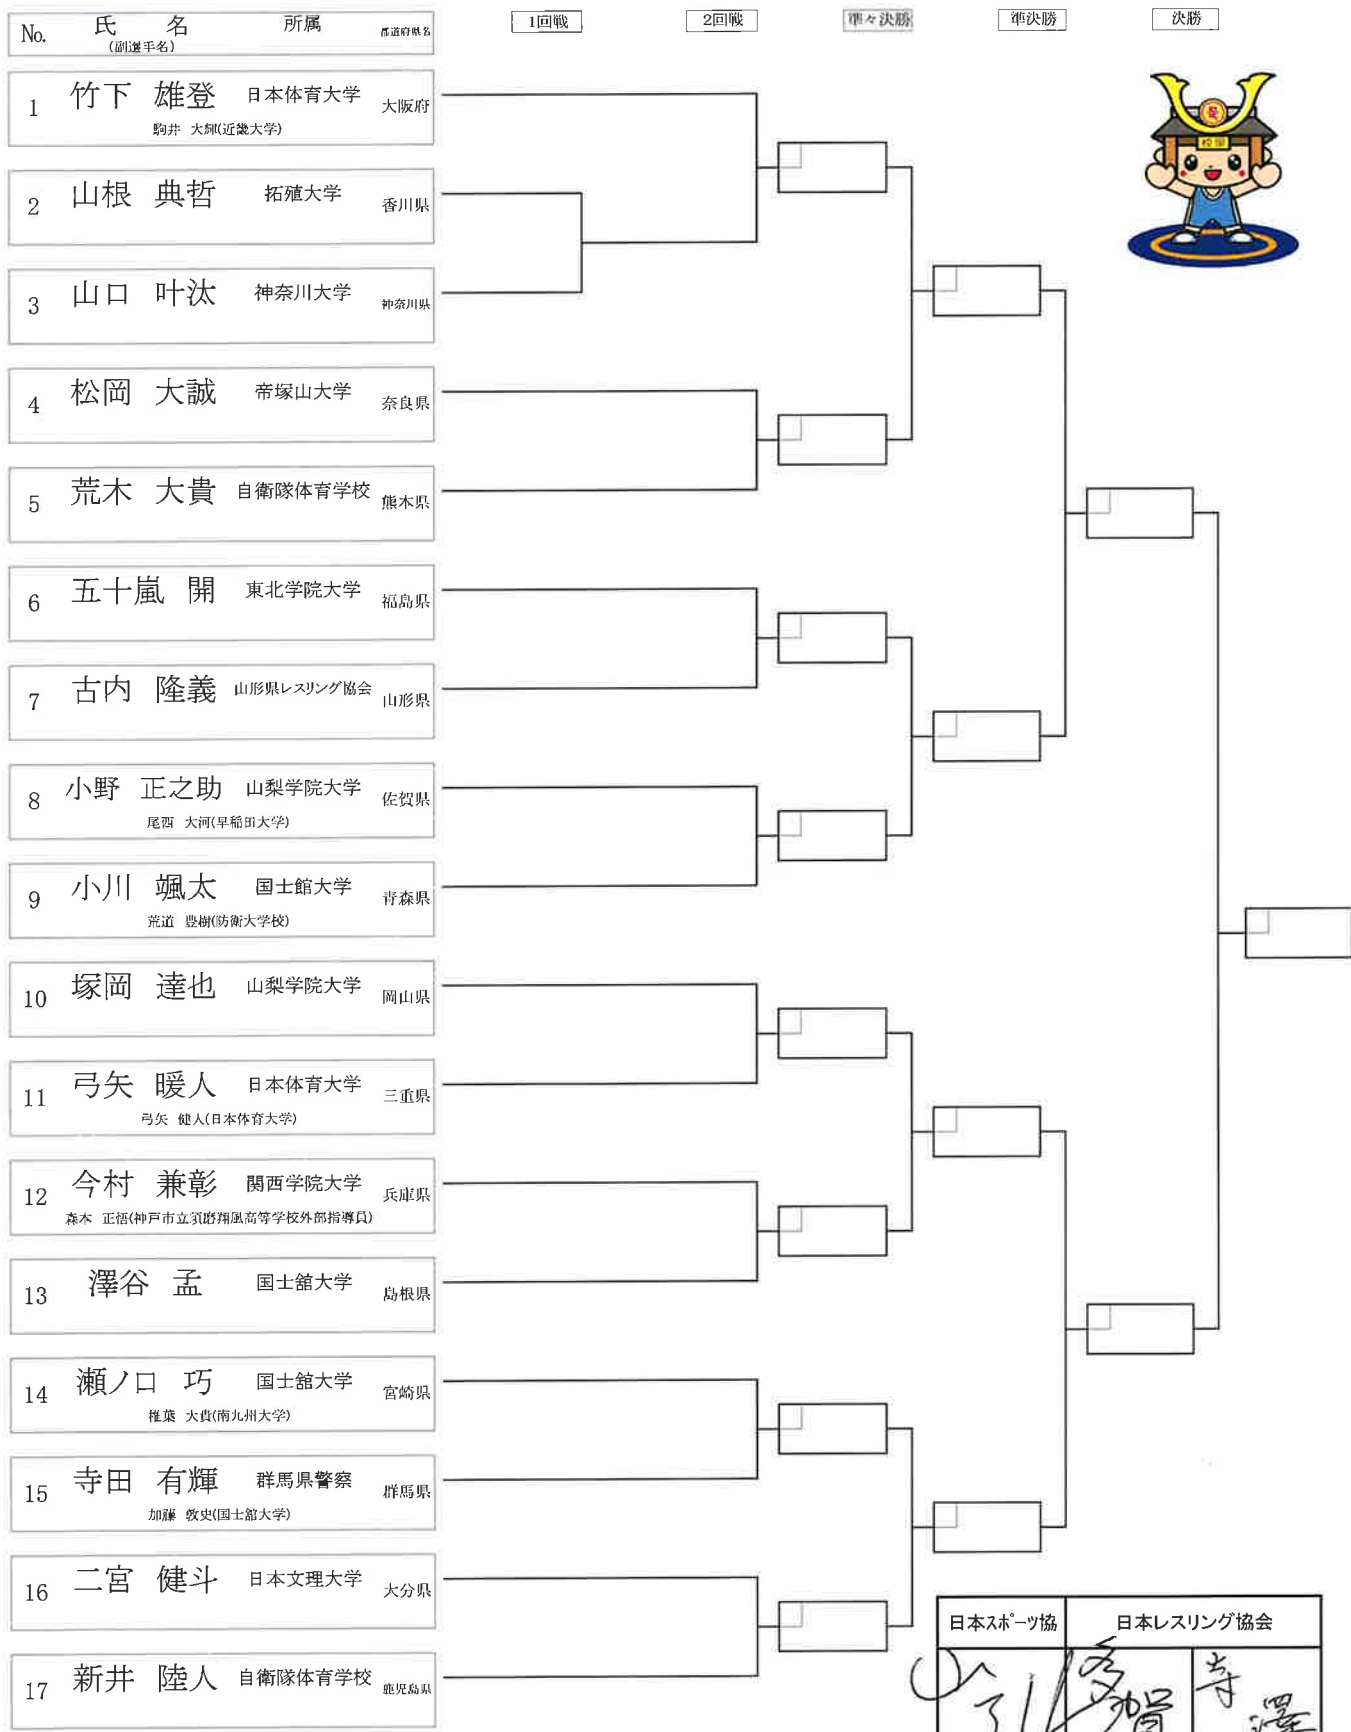 No. 氏 名 所属 都道府県名 1回戦 2回戦 準々決勝 準決勝 決勝
(副選手名)
1 竹下 雄登 日本体育大学 大阪府
駒井 大輝(近畿大学)
2 山根 典哲 拓殖大学 香川県
3 山口 叶汰 神奈川大学 神奈川県
4 松岡 大誠 帝塚山大学 奈良県
5 荒木 大貴 自衛隊体育学校 熊本県
6 五十嵐 開 東北学院大学 福島県
7 古内 隆義 山形県レスリング協会 山形県
8 小野 正之助 山梨学院大学 佐賀県
尾西 大河(早稲田大学)
9 小川 颯太 国士館大学 青森県
荒道 豊樹(防衛大学校)
10 塚岡 達也 山梨学院大学 岡山県
11 弓矢 暖人 日本体育大学 三重県
弓矢 健人(日本体育大学)
12 今村 兼彰 関西学院大学 兵庫県
森本 正悟(神戸市立須磨翔風高等学校外部指導員)
13 澤谷 孟 国士舘大学 島根県
14 瀬ノ口 巧 国士舘大学 宮崎県
椎葉 大貴(南九州大学)
15 寺田 有輝 群馬県警察 群馬県
加藤 敦史(国士舘大学)
16 二宮 健斗 日本文理大学 大分県
17 新井 陸人 自衛隊体育学校 鹿児島県
日本スポーツ協 日本レスリング協会
多賀 寺澤